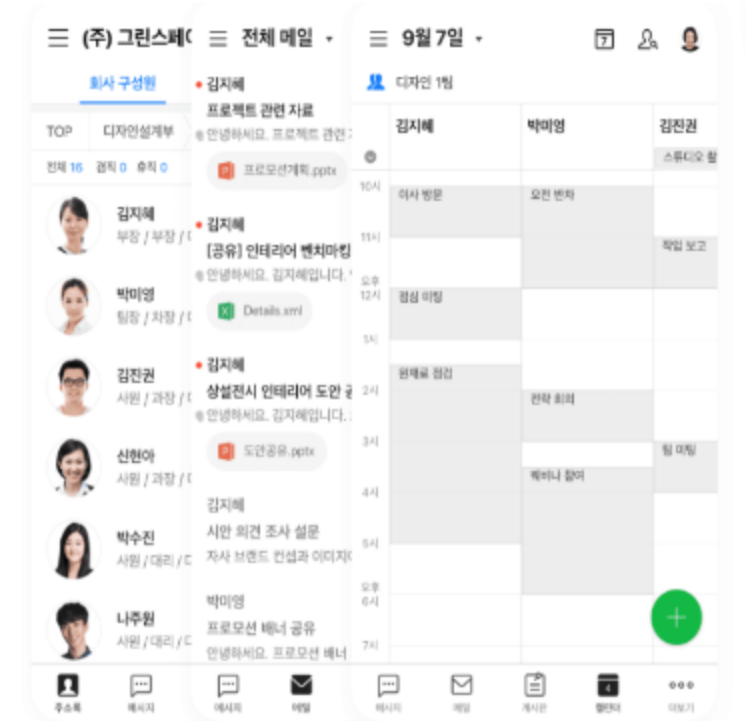 (주) 그린스페
회사 구성원
TOP
디자인설계부
전체 16 겸직 0 휴직 0
김지혜
부장 / 부장 /
박미영
팀장 / 차장 /
김진권
사원 / 과장 /
신현아
사원 / 과장 /
박수진
사원 / 대리 /
나주원
사원 / 대리 /
주소록
메시지
전체 메일
김지혜
프로젝트 관련 자료
안녕하세요. 프로젝트 관련
프로모션계획.pptx
김지혜
[공유] 인테리어 벤치마킹
안녕하세요. 김지혜입니다.
Details.xml
김지혜
상설전시 인테리어 도안
안녕하세요. 김지혜입니다.
도안공유.pptx
김지혜
시안 의견 조사 설문
자사 브랜드 컨셉과 이미지
박미영
프로모션 배너 공유
안녕하세요. 프로모션 배너
메시지
메일
9월 7일
7
디자인 1팀
김지혜
박미영
김진권
스튜디오 촬
10시
이사 방문
오전 반차
11시
작업 보고
오후
12시
점심 미팅
1시
원재료 점검
2시
전략 회의
3시
팀 미팅
웨비나 참여
4시
5시
오후
6시
7시
메시지
메일
게시판
4
캘린더
더보기